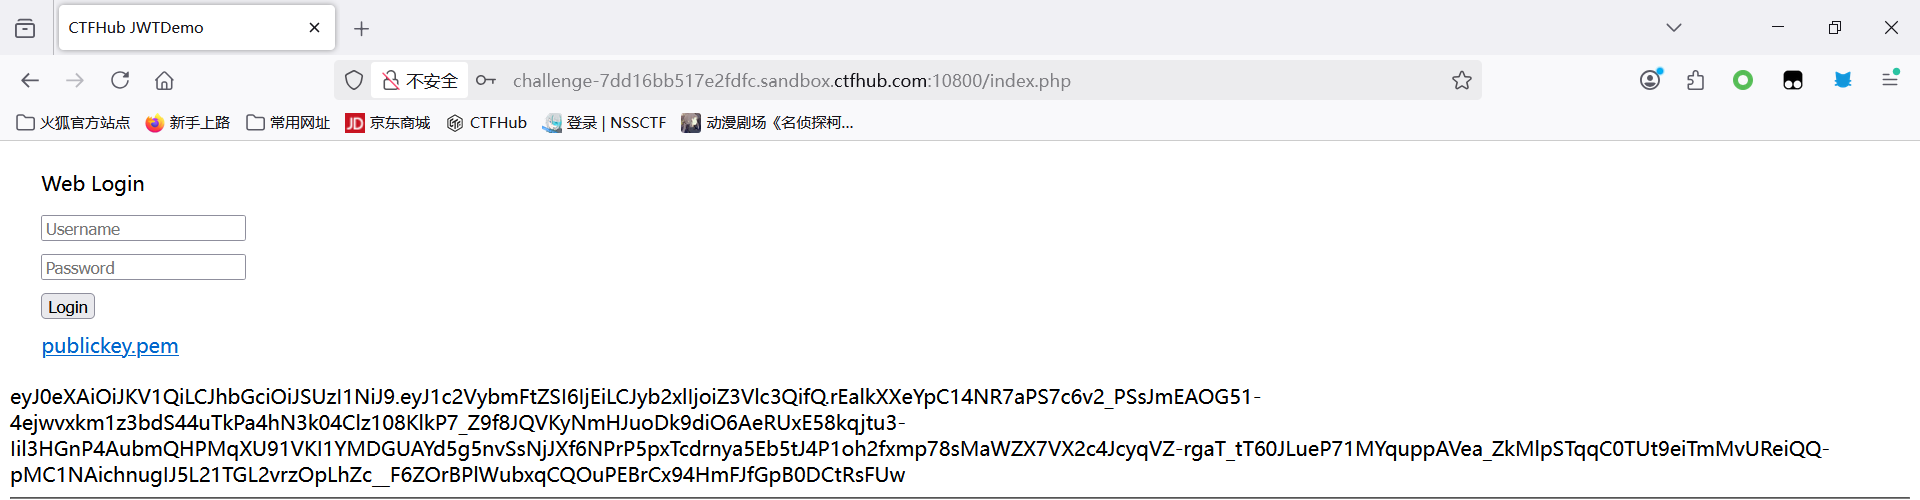 CTFHub JWTDemo
不安全
challenge-7dd16bb517e2fdfc.sandbox.ctfhub.com:10800/index.php
火狐官方站点 新手上路 常用网址 JD 京东商城 CTFHub 登录 | NSSCTF 动漫剧场《名侦探柯...
Web Login
Username
Password
Login
publickey.pem
eyJ0eXAiOiJKV1QiLCJhbGciOiJSUzI1NiJ9.eyJ1c2VybmFtZSI6IjEiLCJyb2xlIjoiZ3Vlc3QifQ.rEalkXXeYpC14NR7aPS7c6v2_PSsJmEAOG51-
4ejwvxkm1z3bdS44uTkPa4hN3k04Clz108KlkP7_Z9f8JQVKyNmHJuoDk9diO6AeRUxE58kqjtu3-
Iil3HGnP4AubmQHPMqXU91VKI1YMDGUAYd5g5nvSsNjJXf6NPrP5pxTcdrnya5Eb5tJ4P1oh2fxmp78sMaWZX7VX2c4JcyqVZ-rgaT_tT60JLueP71MYquppAVea_ZkMlpSTqqC0TUt9eiTmMvUReiQQ-
pMC1NAichnugIJ5L21TGL2vrzOpLhZc__F6ZOrBPlWubxqCQOuPEBrCx94HmFJfGpB0DCtRsFUw